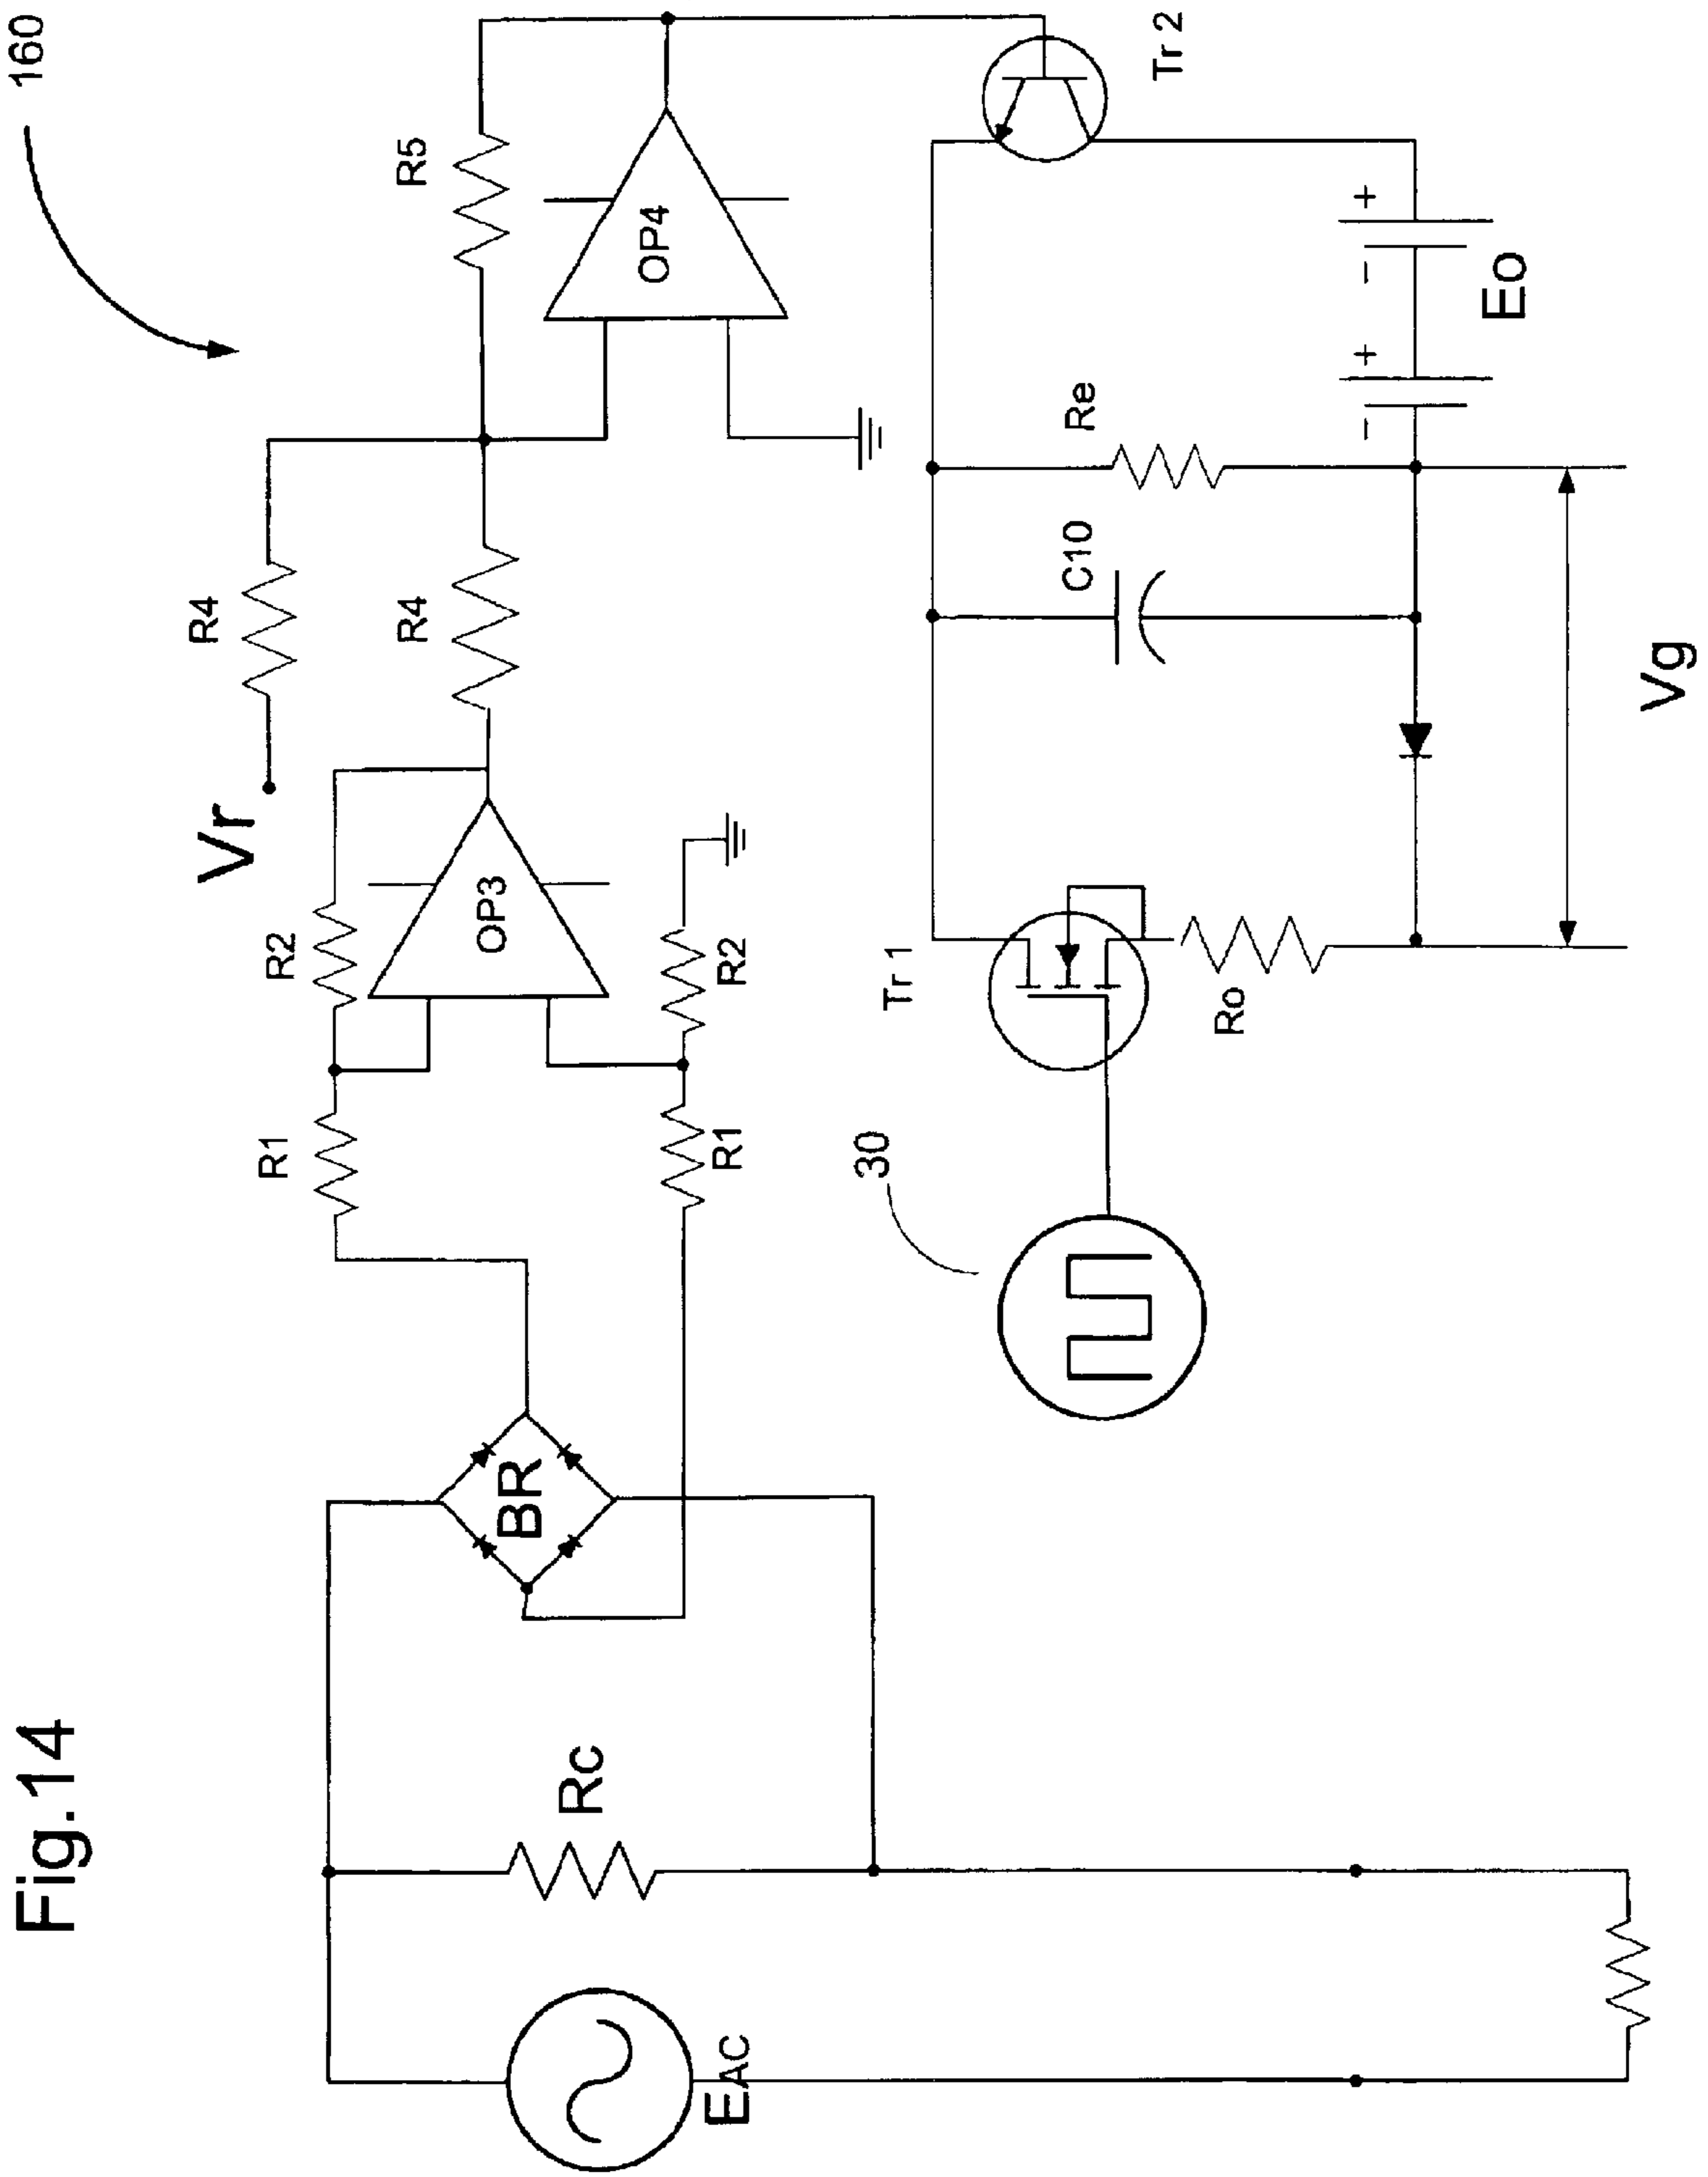 Fig.14
160
EAC
Rc
BR
R1
R1
R2
R2
OP3
Vr
R4
R4
R5
OP4
30
Tr 1
Ro
C10
Re
Tr 2
+
−
+
−
Eo
Vg